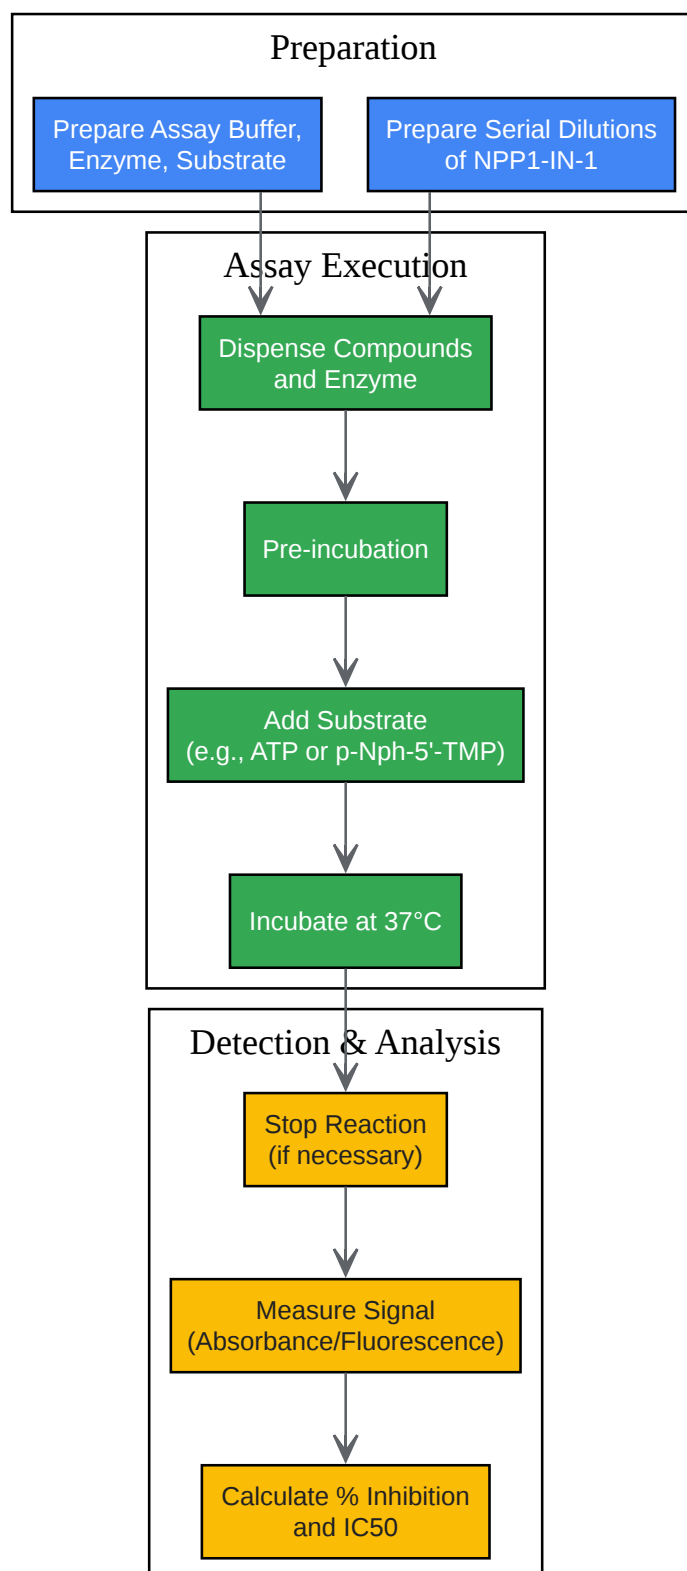 Preparation
Prepare Assay Buffer,
Enzyme, Substrate
Prepare Serial Dilutions
of NPP1-IN-1
Assay Execution
Dispense Compounds
and Enzyme
Pre-incubation
Add Substrate
(e.g., ATP or p-Nph-5'-TMP)
Incubate at 37°C
Detection & Analysis
Stop Reaction
(if necessary)
Measure Signal
(Absorbance/Fluorescence)
Calculate % Inhibition
and IC50